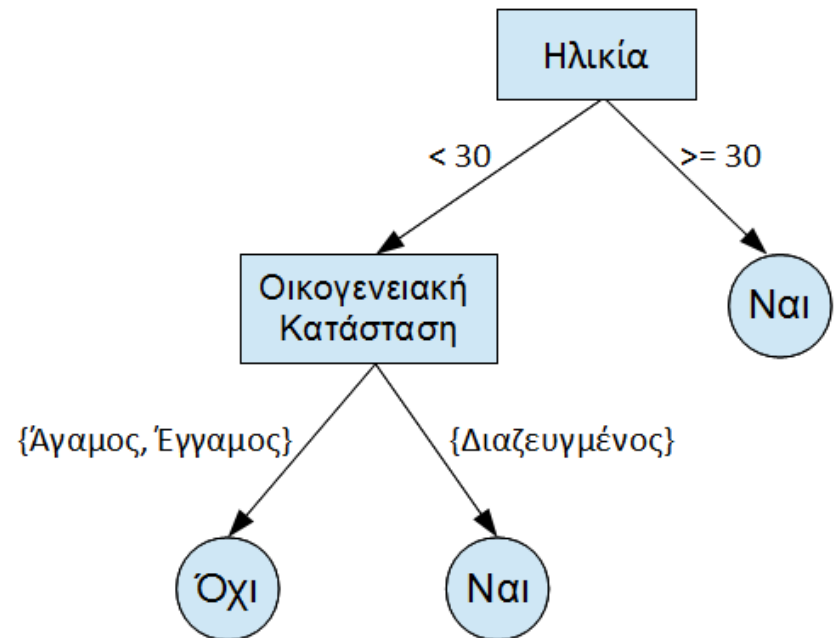 Ηλικία
< 30
>= 30
Οικογενειακή
Κατάσταση
Ναι
{Άγαμος, Έγγαμος}
{Διαζευγμένος}
Όχι
Ναι